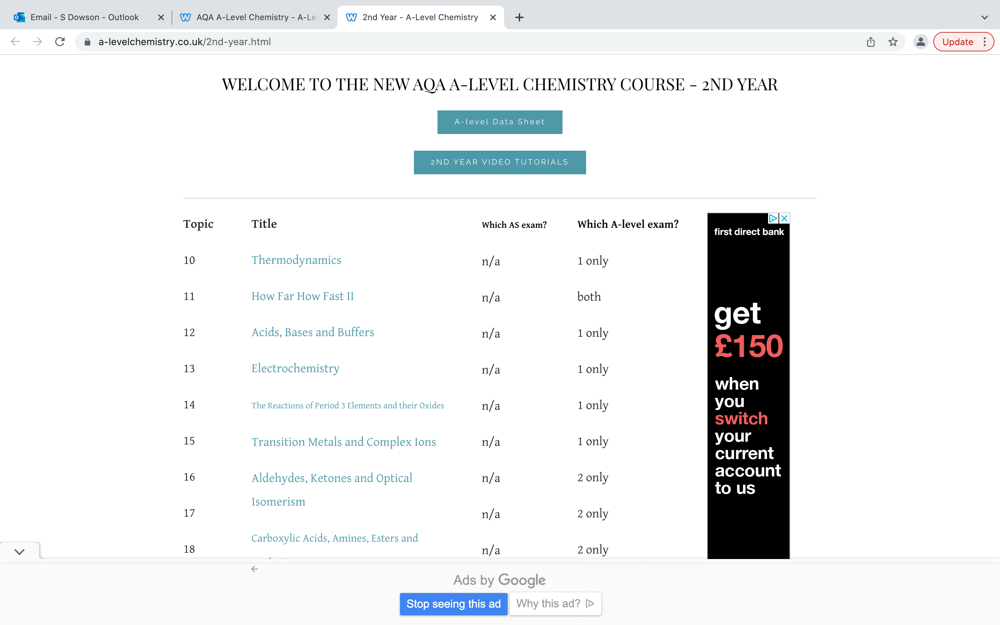 Email - S Dowson - Outlook
AQA A-Level Chemistry - A-Le
2nd Year - A-Level Chemistry
a-levelchemistry.co.uk/2nd-year.html
Update
WELCOME TO THE NEW AQA A-LEVEL CHEMISTRY COURSE - 2ND YEAR
A-level Data Sheet
2ND YEAR VIDEO TUTORIALS
Topic Title Which AS exam? Which A-level exam?
10 Thermodynamics n/a 1 only
11 How Far How Fast II n/a both
12 Acids, Bases and Buffers n/a 1 only
13 Electrochemistry n/a 1 only
14 The Reactions of Period 3 Elements and their Oxides n/a 1 only
15 Transition Metals and Complex Ions n/a 1 only
16 Aldehydes, Ketones and Optical n/a 2 only
Isomerism
17 n/a 2 only
Carboxylic Acids, Amines, Esters and
18 n/a 2 only
first direct bank
get
£150
when
you
switch
your
current
account
to us
Ads by Google
Stop seeing this ad
Why this ad?